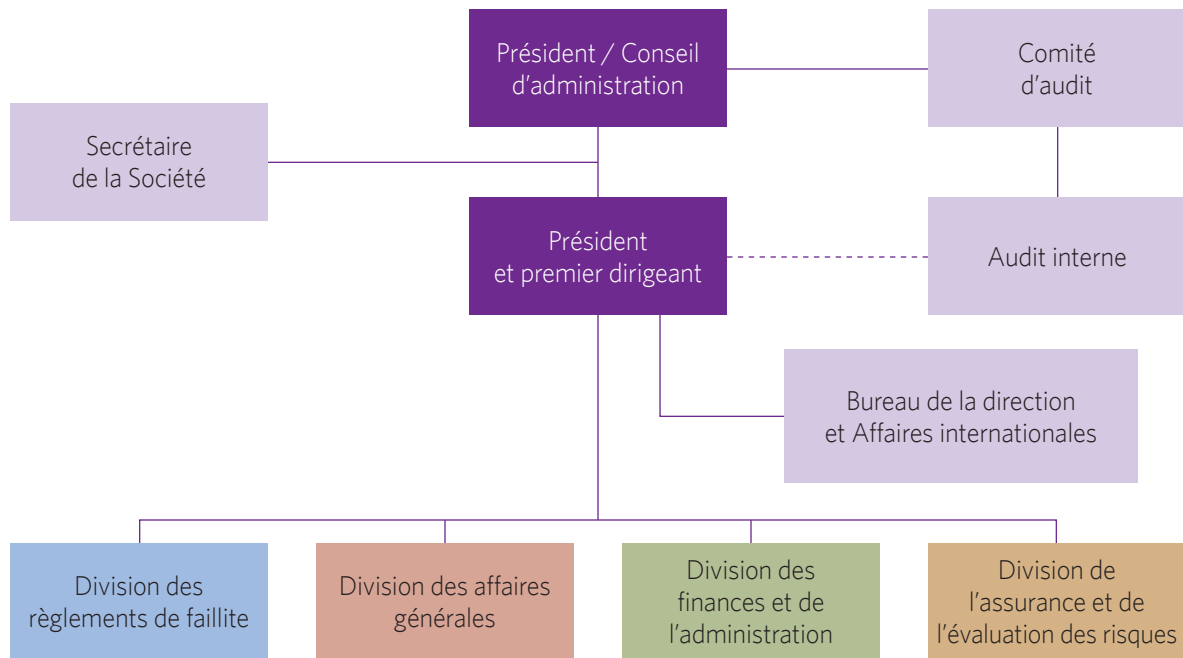 Président / Conseil
d’administration
Comité
d’audit
Secrétaire
de la Société
Président
et premier dirigeant
Audit interne
Bureau de la direction
et Affaires internationales
Division des
règlements de faillite
Division des affaires
générales
Division des
finances et de
l’administration
Division de
l’assurance et de
l’évaluation des risques